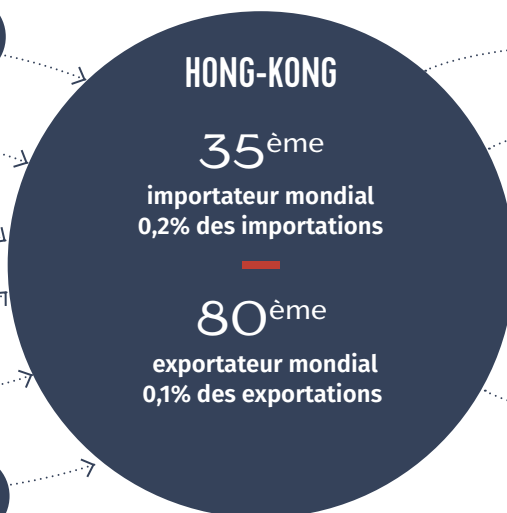 HONG-KONG
35ème
importateur mondial
0,2% des importations
80ème
exportateur mondial
0,1% des exportations